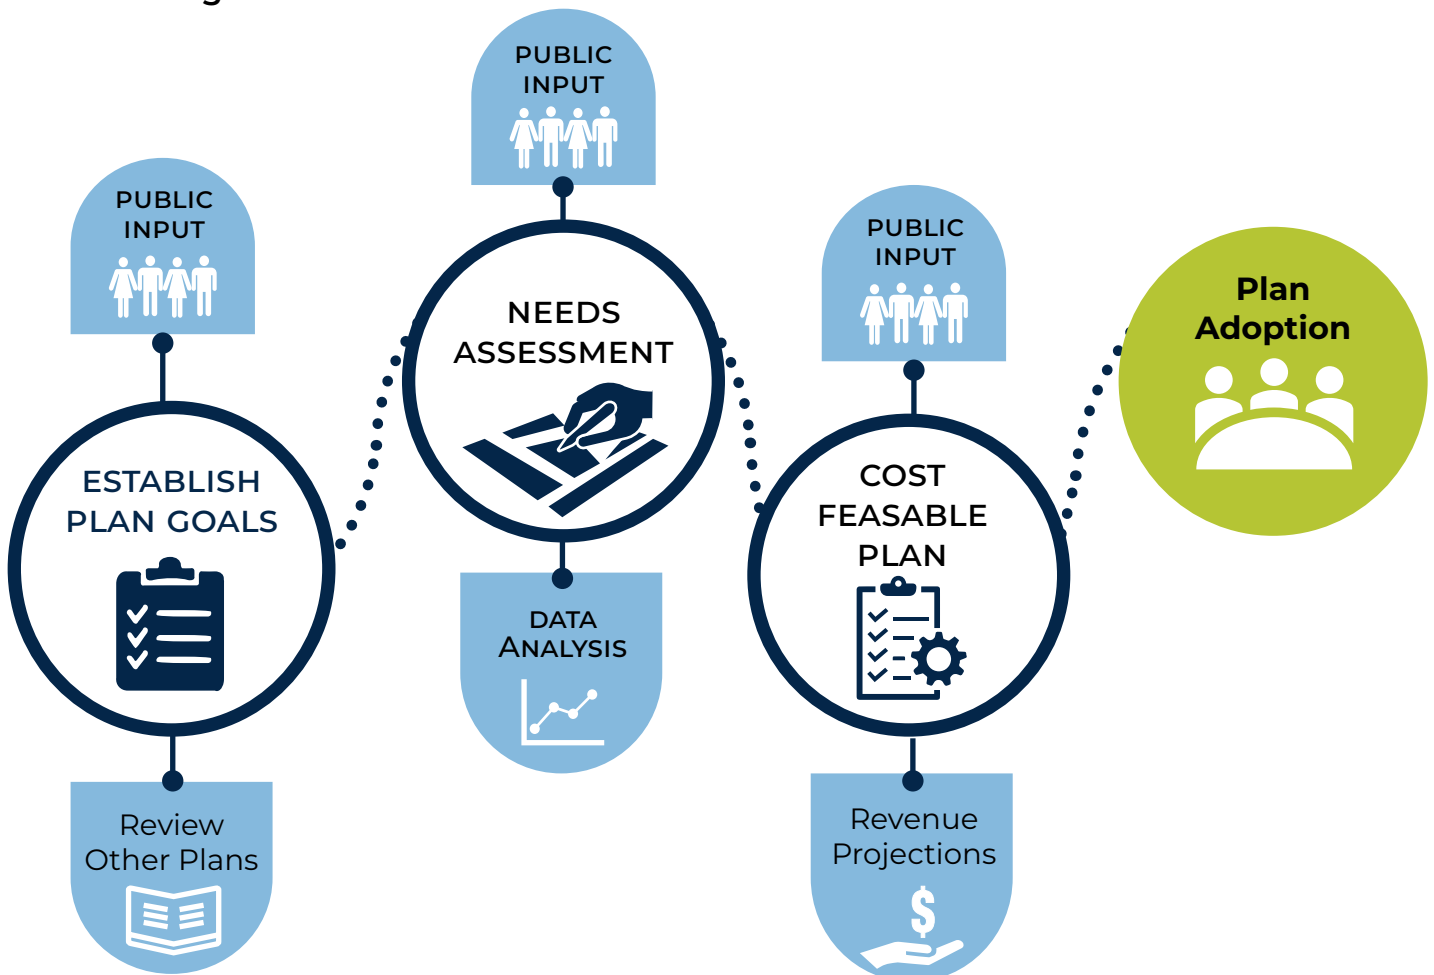 PUBLIC
INPUT
ESTABLISH
PLAN GOALS
Review
Other Plans
PUBLIC
INPUT
NEEDS
ASSESSMENT
DATA
ANALYSIS
PUBLIC
INPUT
COST
FEASABLE
PLAN
Revenue
Projections
$
Plan
Adoption